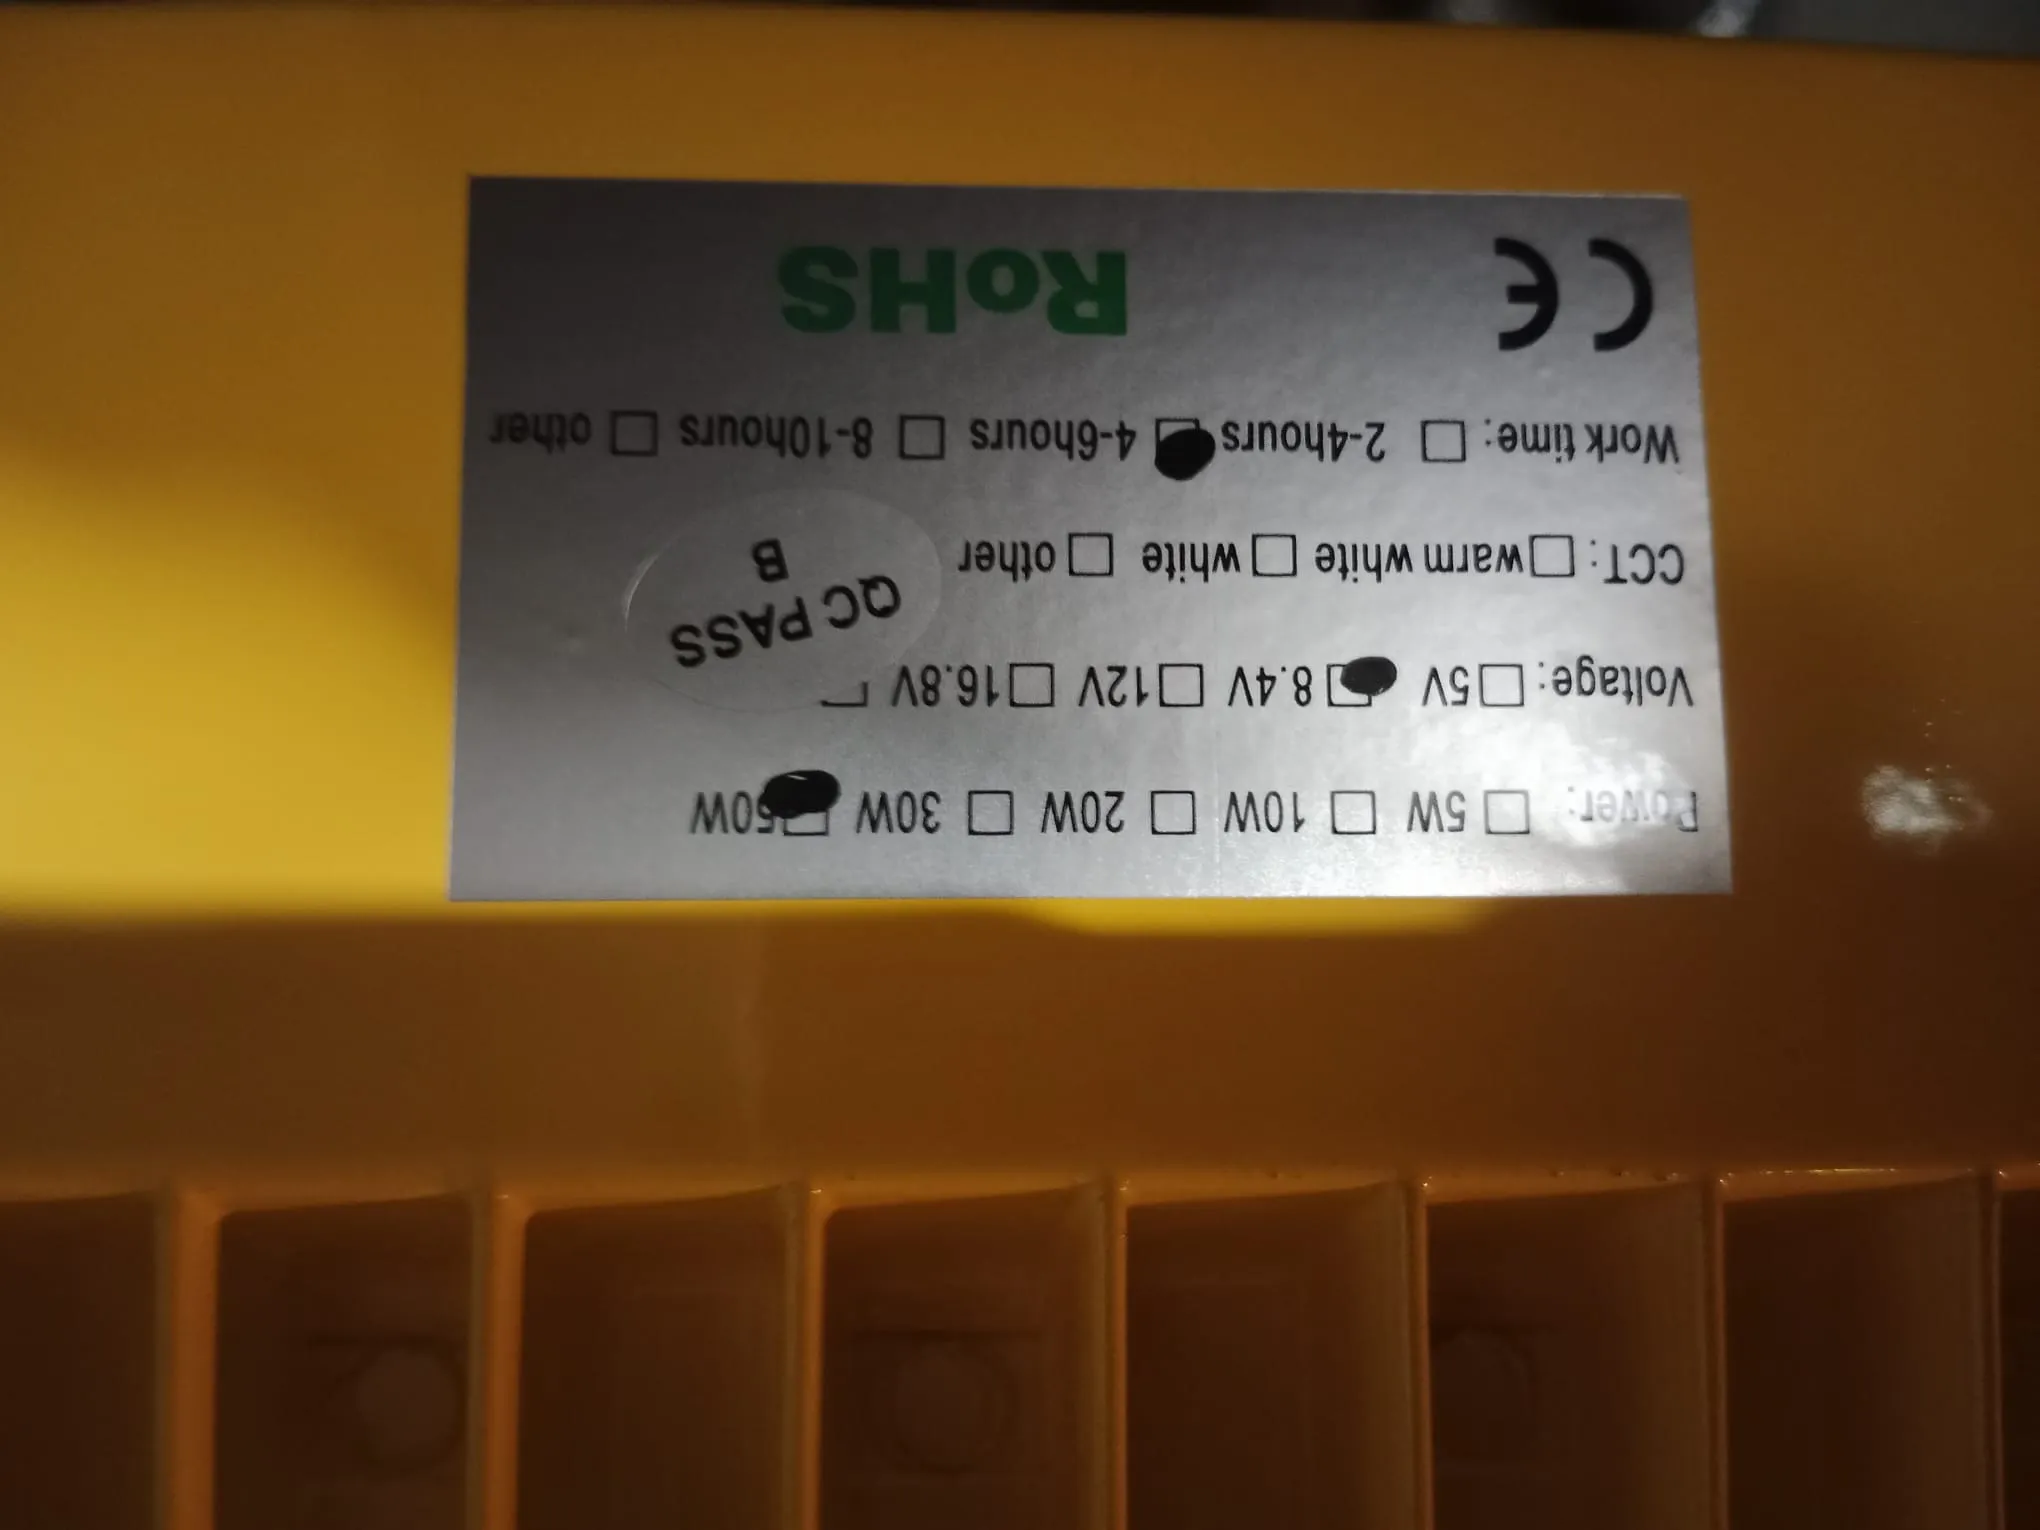 Power: □ 5W □ 10W □ 20W □ 30W □ 50W
Voltage: □ 5V □ 8.4V □ 12V □ 16.8V
CCT: □ warm white □ white □ other
QC PASS
B
Work time: □ 2-4hours □ 4-6hours □ 8-10hours □ other
CE RoHS